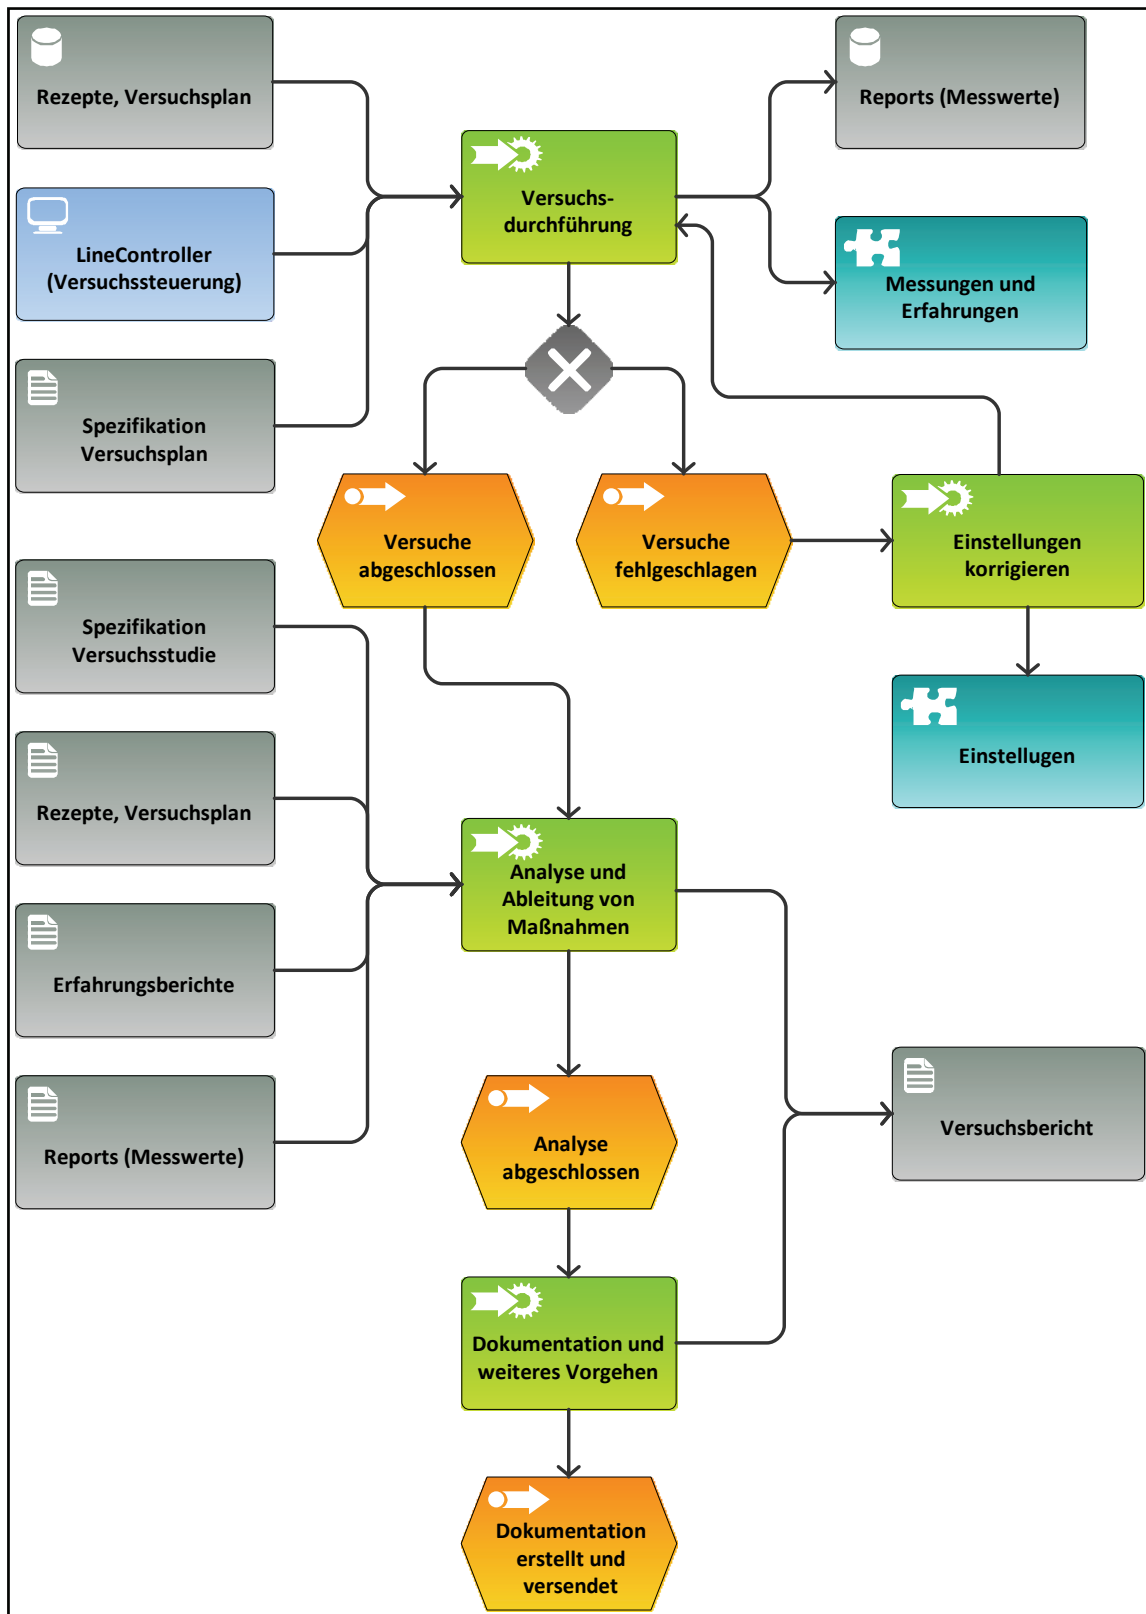 Rezepte, Versuchsplan
Reports (Messwerte)
Versuchs-
durchführung
LineController
(Versuchssteuerung)
Messungen und
Erfahrungen
Spezifikation
Versuchsplan
Versuche
abgeschlossen
Versuche
fehlgeschlagen
Einstellungen
korrigieren
Spezifikation
Versuchsstudie
Einstellugen
Rezepte, Versuchsplan
Analyse und
Ableitung von
Maßnahmen
Erfahrungsberichte
Reports (Messwerte)
Analyse
abgeschlossen
Versuchsbericht
Dokumentation und
weiteres Vorgehen
Dokumentation
erstellt und
versendet